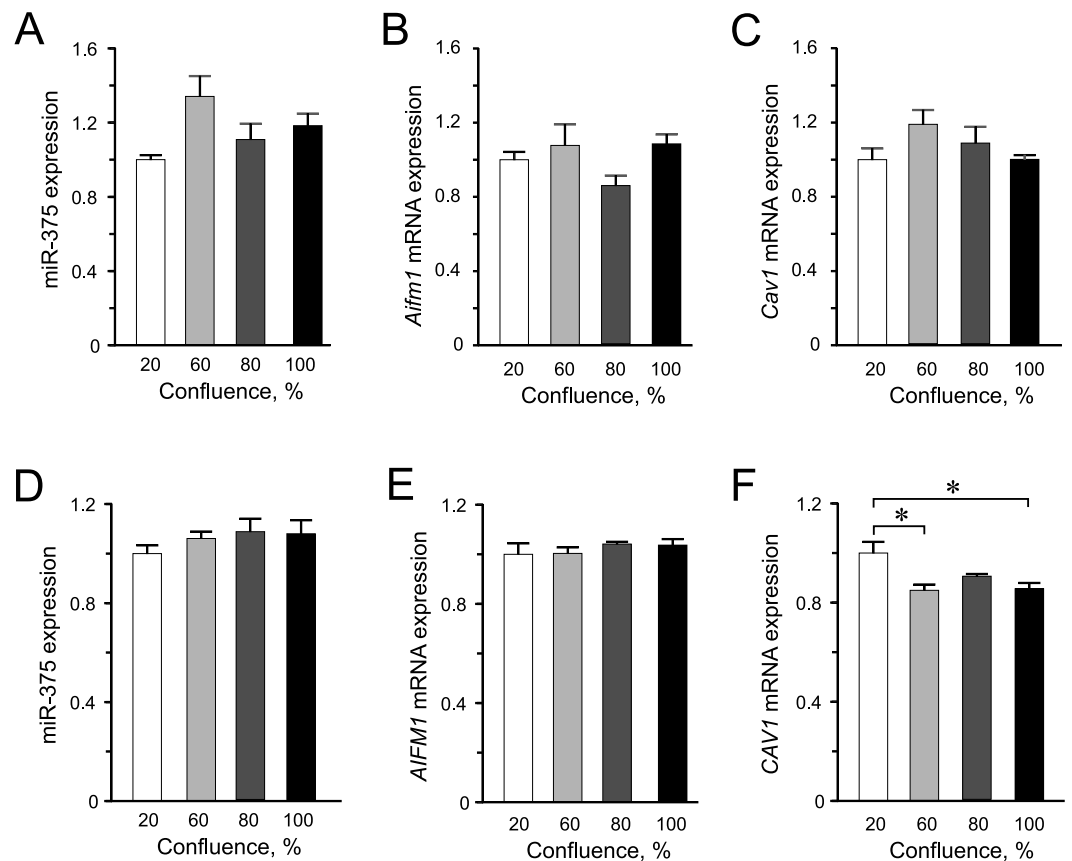 A
miR-375 expression
1.6
1.2
0.8
0.4
0
20 60 80 100
Confluence, %
B
Aifm1 mRNA expression
1.6
1.2
0.8
0.4
0
20 60 80 100
Confluence, %
C
Cav1 mRNA expression
1.6
1.2
0.8
0.4
0
20 60 80 100
Confluence, %
D
miR-375 expression
1.2
0.8
0.4
0
20 60 80 100
Confluence, %
E
AIFM1 mRNA expression
1.2
0.8
0.4
0
20 60 80 100
Confluence, %
F
CAV1 mRNA expression
1.2
0.8
0.4
0
*
*
20 60 80 100
Confluence, %